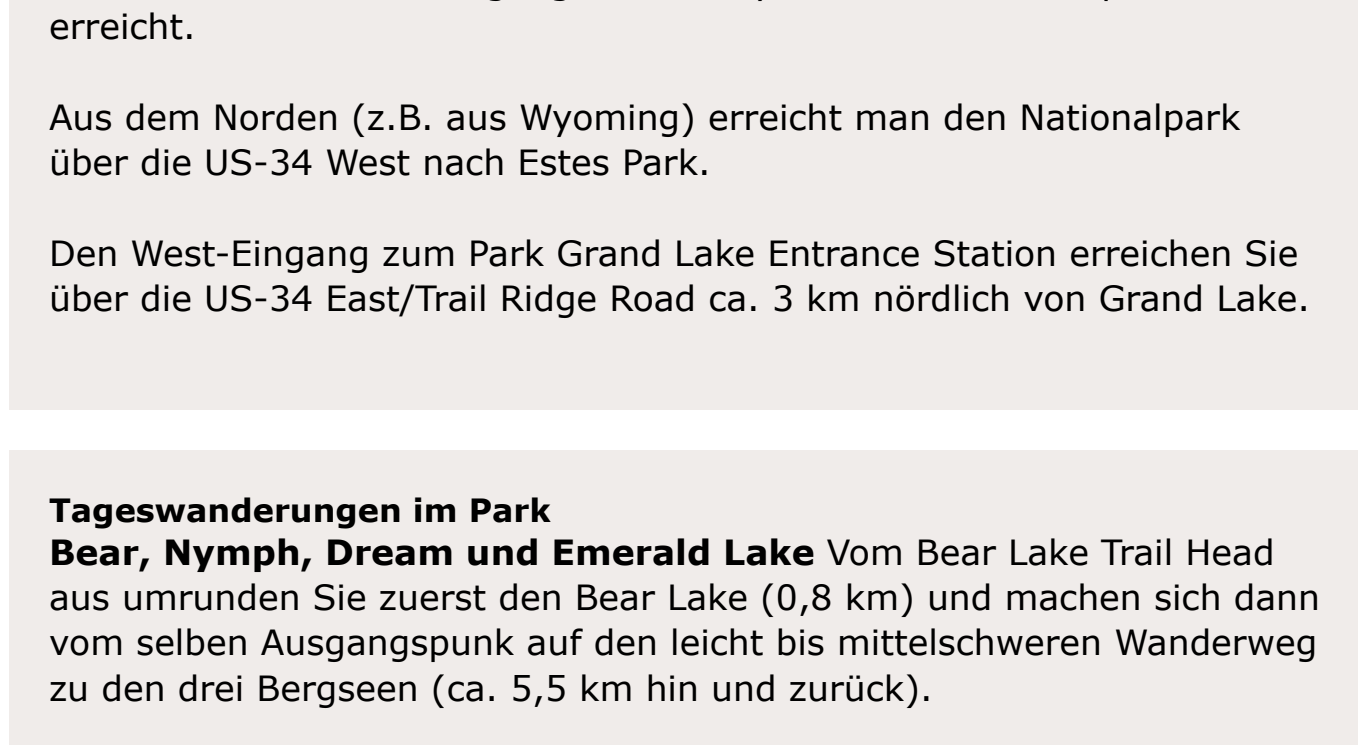 erreicht.
Aus dem Norden (z.B. aus Wyoming) erreicht man den Nationalpark
über die US-34 West nach Estes Park.
Den West-Eingang zum Park Grand Lake Entrance Station erreichen Sie
über die US-34 East/Trail Ridge Road ca. 3 km nördlich von Grand Lake.
Tageswanderungen im Park
Bear, Nymph, Dream und Emerald Lake Vom Bear Lake Trail Head
aus umrunden Sie zuerst den Bear Lake (0,8 km) und machen sich dann
vom selben Ausgangspunk auf den leicht bis mittelschweren Wanderweg
zu den drei Bergseen (ca. 5,5 km hin und zurück).